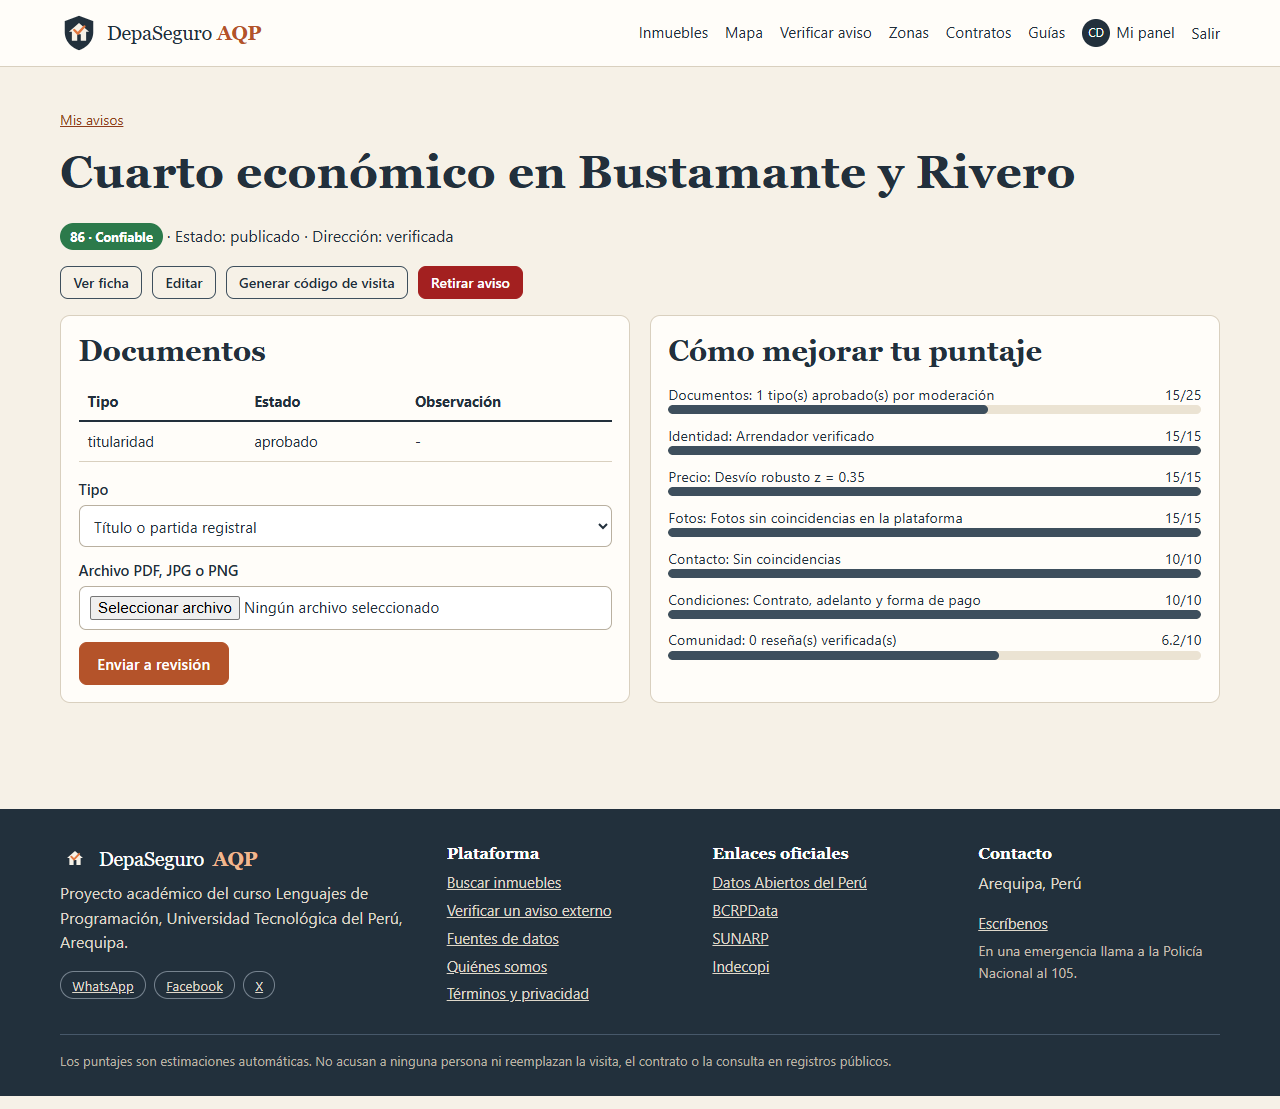 DepaSeguro AQP
Inmuebles Mapa Verificar aviso Zonas Contratos Guías CD Mi panel Salir
Mis avisos
Cuarto económico en Bustamante y Rivero
86 · Confiable · Estado: publicado · Dirección: verificada
Ver ficha Editar Generar código de visita Retirar aviso
Documentos
Tipo Estado Observación
titularidad aprobado -
Tipo
Título o partida registral
Archivo PDF, JPG o PNG
Seleccionar archivo Ningún archivo seleccionado
Enviar a revisión
Cómo mejorar tu puntaje
Documentos: 1 tipo(s) aprobado(s) por moderación 15/25
Identidad: Arrendador verificado 15/15
Precio: Desvío robusto z = 0.35 15/15
Fotos: Fotos sin coincidencias en la plataforma 15/15
Contacto: Sin coincidencias 10/10
Condiciones: Contrato, adelanto y forma de pago 10/10
Comunidad: 0 reseña(s) verificada(s) 6.2/10
DepaSeguro AQP
Proyecto académico del curso Lenguajes de
Programación, Universidad Tecnológica del Perú,
Arequipa.
WhatsApp Facebook X
Plataforma
Buscar inmuebles
Verificar un aviso externo
Fuentes de datos
Quiénes somos
Términos y privacidad
Enlaces oficiales
Datos Abiertos del Perú
BCRPData
SUNARP
Indecopi
Contacto
Arequipa, Perú
Escríbenos
En una emergencia llama a la Policía
Nacional al 105.
Los puntajes son estimaciones automáticas. No acusan a ninguna persona ni reemplazan la visita, el contrato o la consulta en registros públicos.